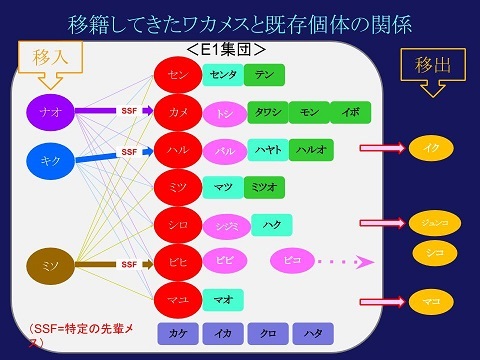 移籍してきたワカメスと既存個体の関係
<E1集団>
移入
移出
セン センタ テン
ナオ SSF カメ トシ タワシ モン イボ
キク SSF ハル パル ハヤト ハルオ イク
ミツ マツ ミツオ
シロ シジミ ハク ジュンコ
ミソ SSF ビヒ ビビ ピコ シコ
マユ マオ マコ
(SSF=特定の先輩メ
ス)
カケ イカ クロ ハタ